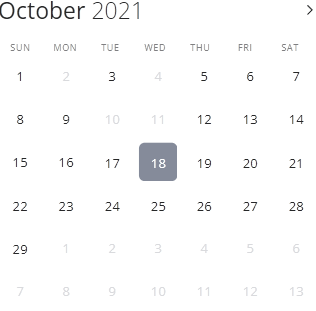 October 2021
SUN MON TUE WED THU FRI SAT
1 2 3 4 5 6 7
8 9 10 11 12 13 14
15 16 17 18 19 20 21
22 23 24 25 26 27 28
29 1 2 3 4 5 6
7 8 9 10 11 12 13